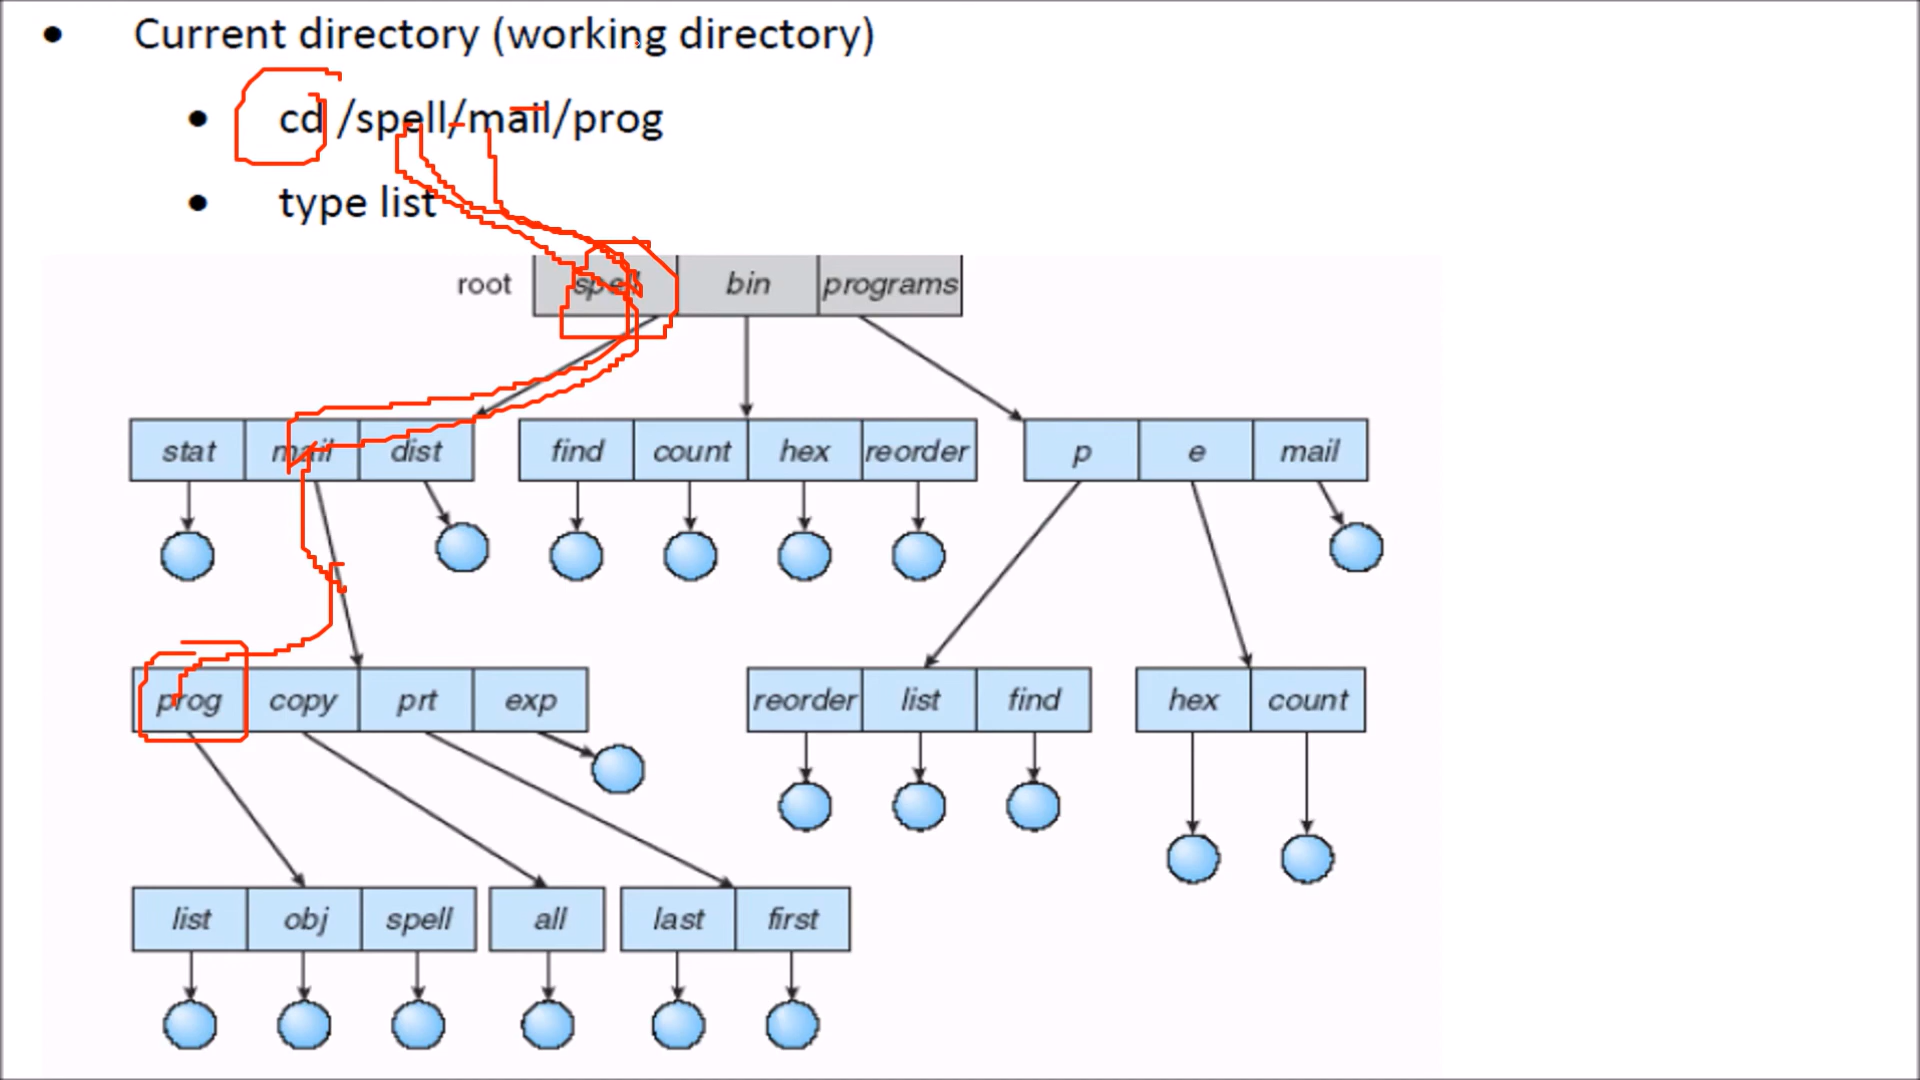 Current directory (working directory)
cd /spell/mail/prog
type list
root spell bin programs
stat mail dist find count hex reorder p e mail
prog copy prt exp reorder list find hex count
list obj spell all last first